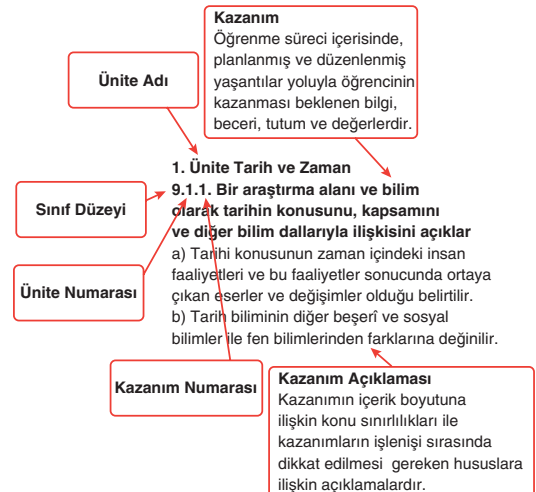 Kazanım
Öğrenme süreci içerisinde,
planlanmış ve düzenlenmiş
yaşantılar yoluyla öğrencinin
kazanması beklenen bilgi,
beceri, tutum ve değerlerdir.
Ünite Adı
1. Ünite Tarih ve Zaman
9.1.1. Bir araştırma alanı ve bilim
olarak tarihin konusunu, kapsamını
ve diğer bilim dallarıyla ilişkisini açıklar
a) Tarihi konusunun zaman içindeki insan
faaliyetleri ve bu faaliyetler sonucunda ortaya
çıkan eserler ve değişimler olduğu belirtilir.
b) Tarih biliminin diğer beşerî ve sosyal
bilimler ile fen bilimlerinden farklarına değinilir.
Sınıf Düzeyi
Ünite Numarası
Kazanım Numarası
Kazanım Açıklaması
Kazanımın içerik boyutuna
ilişkin konu sınırlılıkları ile
kazanımların işlenişi sırasında
dikkat edilmesi gereken hususlara
ilişkin açıklamalardır.